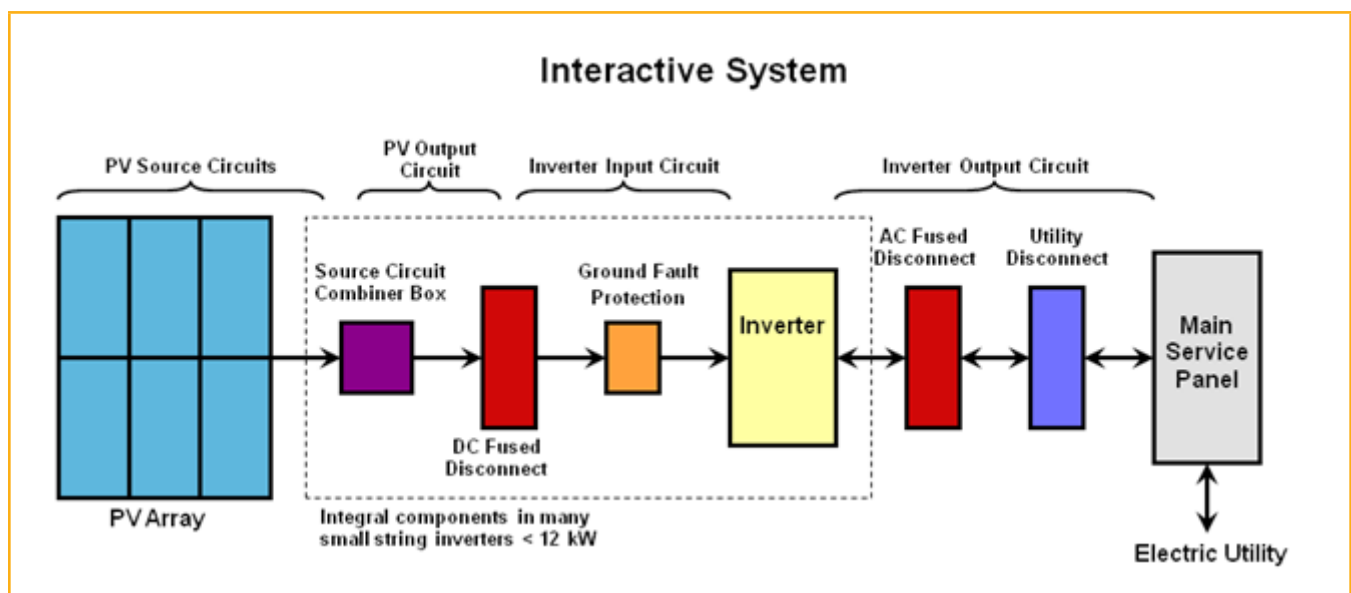 Interactive System
PV Source Circuits
PV Output
Circuit
Inverter Input Circuit
Inverter Output Circuit
Source Circuit
Combiner Box
DC Fused
Disconnect
Ground Fault
Protection
Inverter
AC Fused
Disconnect
Utility
Disconnect
Main
Service
Panel
PV Array
Integral components in many
small string inverters < 12 kW
Electric Utility